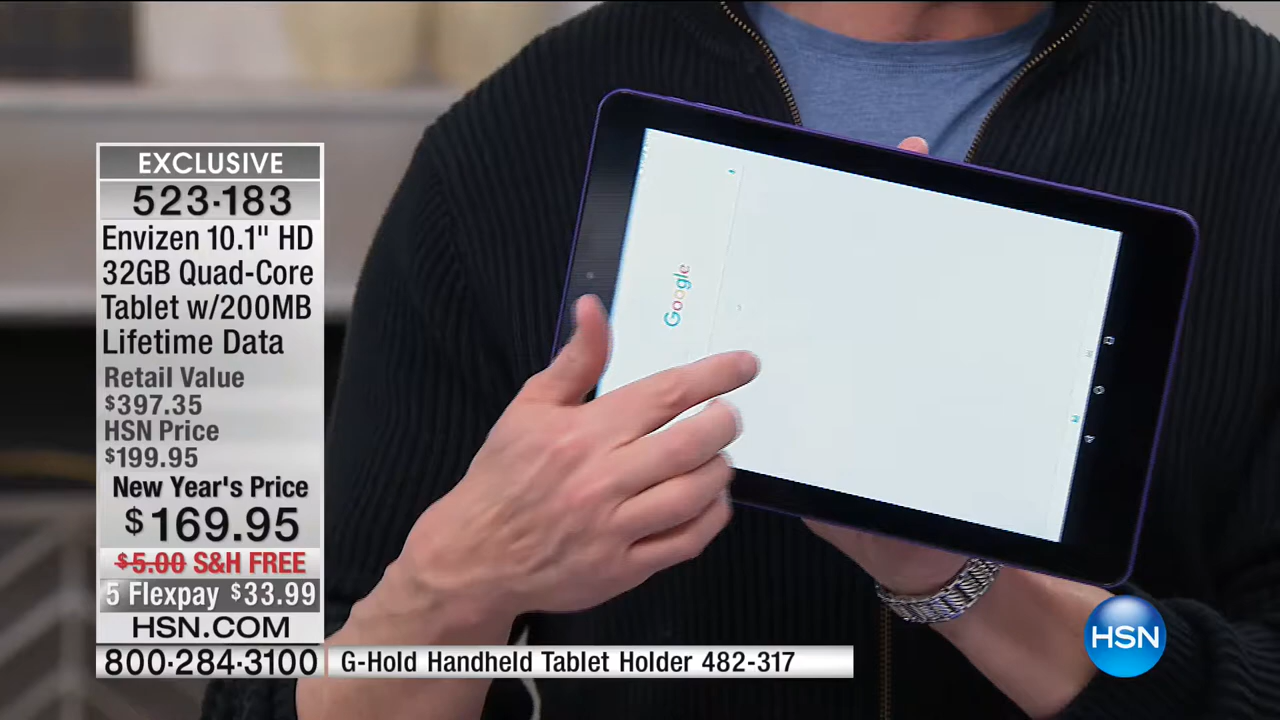 EXCLUSIVE
523·183
Envizen 10.1" HD
32GB Quad-Core
Tablet w/200MB
Lifetime Data
Retail Value
$397.35
HSN Price
$199.95
New Year's Price
$169.95
$5.00 S&H FREE
5 Flexpay $33.99
HSN.COM
800·284·3100
G-Hold Handheld Tablet Holder 482-317
Google
HSN